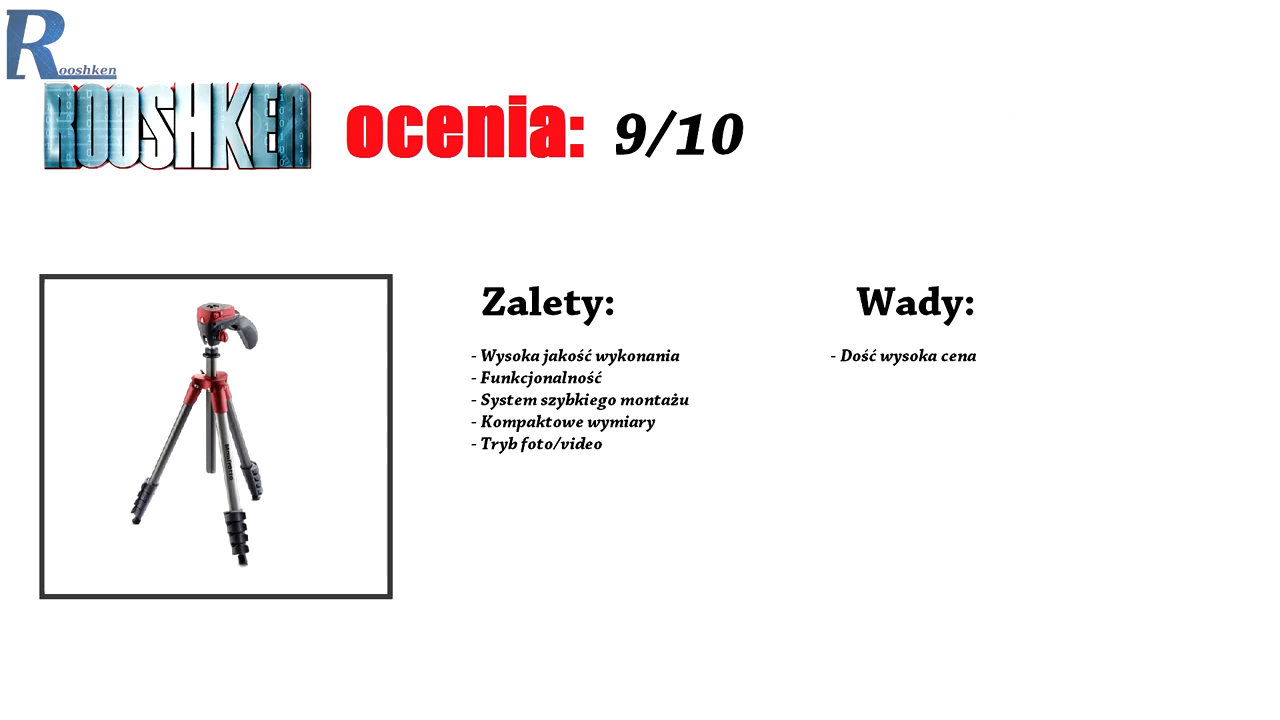 Rooshken
ROOSHKEN ocenia: 9/10
Zalety:
- Wysoka jakość wykonania
- Funkcjonalność
- System szybkiego montażu
- Kompaktowe wymiary
- Tryb foto/video
Wady:
- Dość wysoka cena
Manfrotto